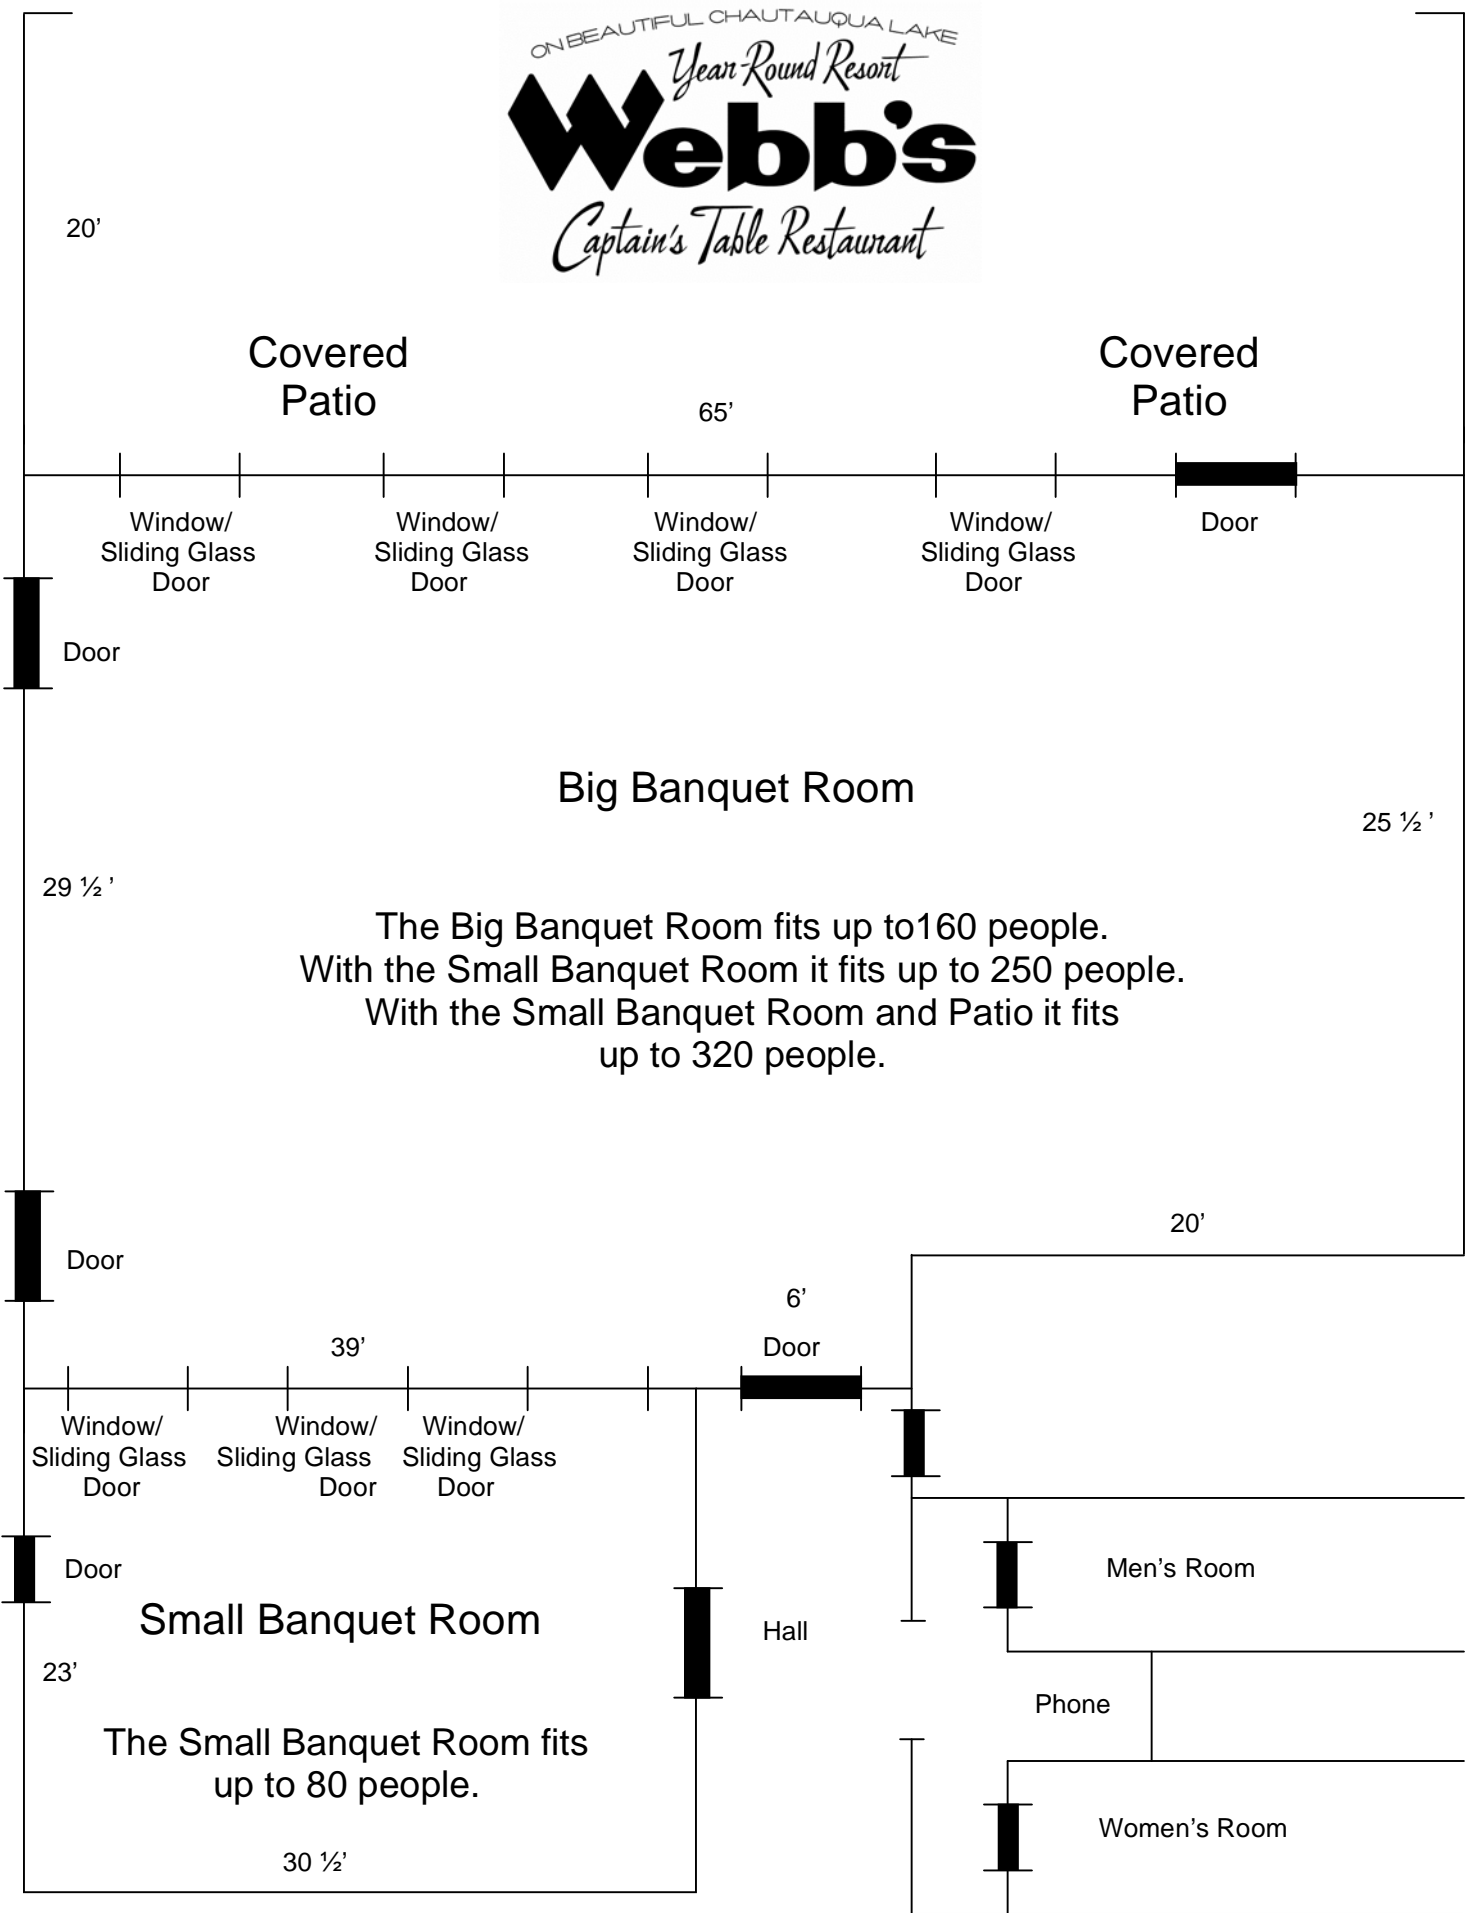 ON BEAUTIFUL CHAUTAUQUA LAKE
Year-Round Resort
Webb's
Captain's Table Restaurant
20’
Covered
Patio
Covered
Patio
65’
Window/
Sliding Glass
Door
Window/
Sliding Glass
Door
Window/
Sliding Glass
Door
Window/
Sliding Glass
Door
Door
Door
Big Banquet Room
25 ½ ’
29 ½ ’
The Big Banquet Room fits up to160 people.
With the Small Banquet Room it fits up to 250 people.
With the Small Banquet Room and Patio it fits
up to 320 people.
20’
Door
6’
Door
39’
Window/
Sliding Glass
Door
Window/
Sliding Glass
Door
Window/
Sliding Glass
Door
Door
Men’s Room
Small Banquet Room
Hall
23’
Phone
The Small Banquet Room fits
up to 80 people.
Women’s Room
30 ½’